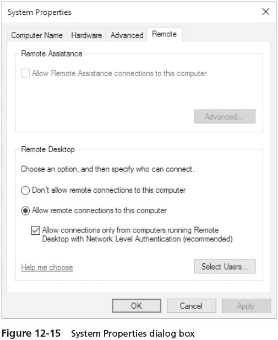 System Properties
Computer Name Hardware Advanced Remote
Remote Assistance
Allow Remote Assistance connections to this computer
Advanced...
Remote Desktop
Choose an option, and then specify who can connect.
Don't allow remote connections to this computer
Allow remote connections to this computer
Allow connections only from computers running Remote
Desktop with Network Level Authentication (recommended)
Help me choose Select Users...
OK Cancel Apply
Figure 12-15 System Properties dialog box